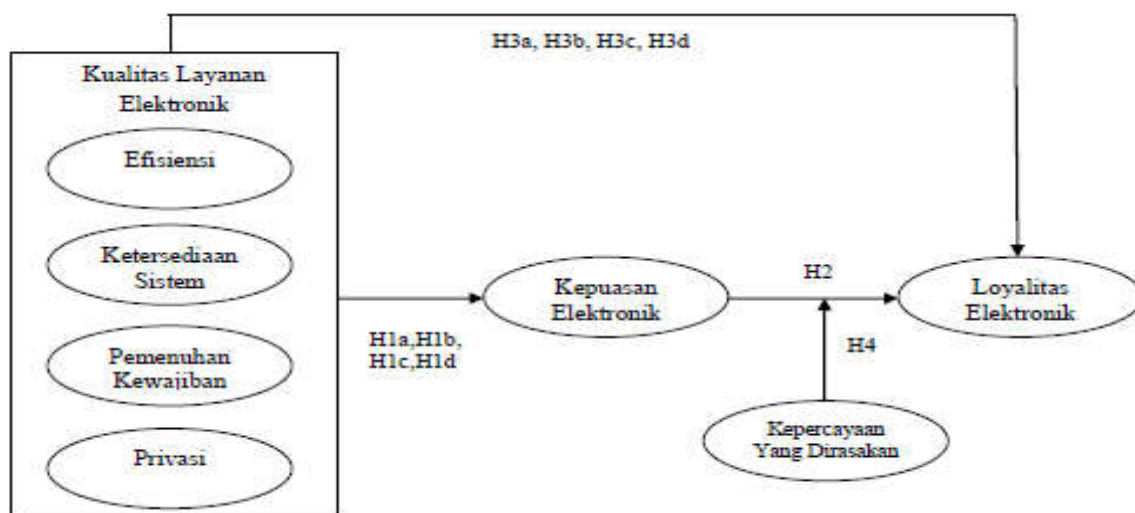 H3a, H3b, H3c, H3d
Kualitas Layanan
Elektronik
Efisiensi
Ketersediaan
Sistem
Pemenuhan
Kewajiban
Privasi
H1a,H1b,
H1c,H1d
Kepuasan
Elektronik
H2
H4
Loyalitas
Elektronik
Kepercayaan
Yang Dirasakan